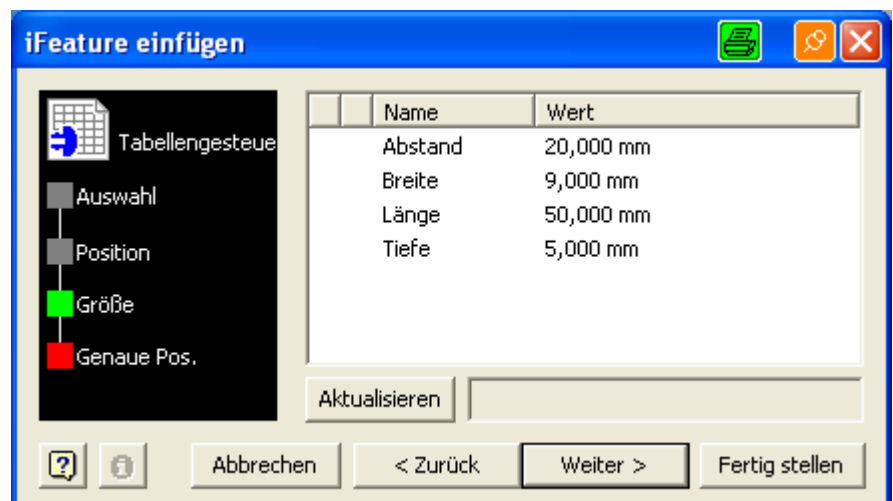 iFeature einfügen
Tabellengesteue
Auswahl
Position
Größe
Genaue Pos.
Name Wert
Abstand 20,000 mm
Breite 9,000 mm
Länge 50,000 mm
Tiefe 5,000 mm
Aktualisieren
Abbrechen < Zurück Weiter > Fertig stellen